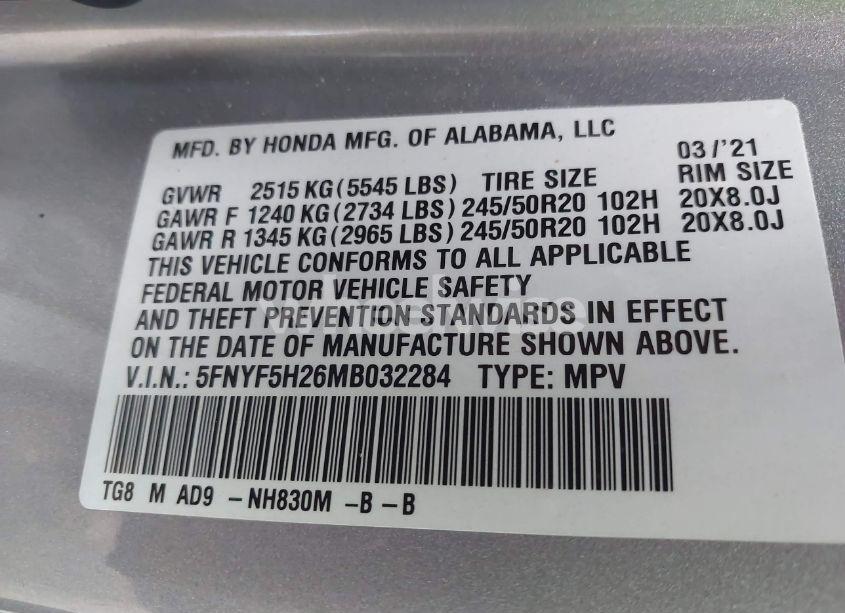 MFD. BY HONDA MFG. OF ALABAMA, LLC 03/'21
GVWR 2515 KG (5545 LBS) TIRE SIZE RIM SIZE
GAWR F 1240 KG (2734 LBS) 245/50R20 102H 20X8.0J
GAWR R 1345 KG (2965 LBS) 245/50R20 102H 20X8.0J
THIS VEHICLE CONFORMS TO ALL APPLICABLE
FEDERAL MOTOR VEHICLE SAFETY
AND THEFT PREVENTION STANDARDS IN EFFECT
ON THE DATE OF MANUFACTURE SHOWN ABOVE.
V.I.N.: 5FNYF5H26MB032284 TYPE: MPV
TG8 M AD9 –NH830M –B –B